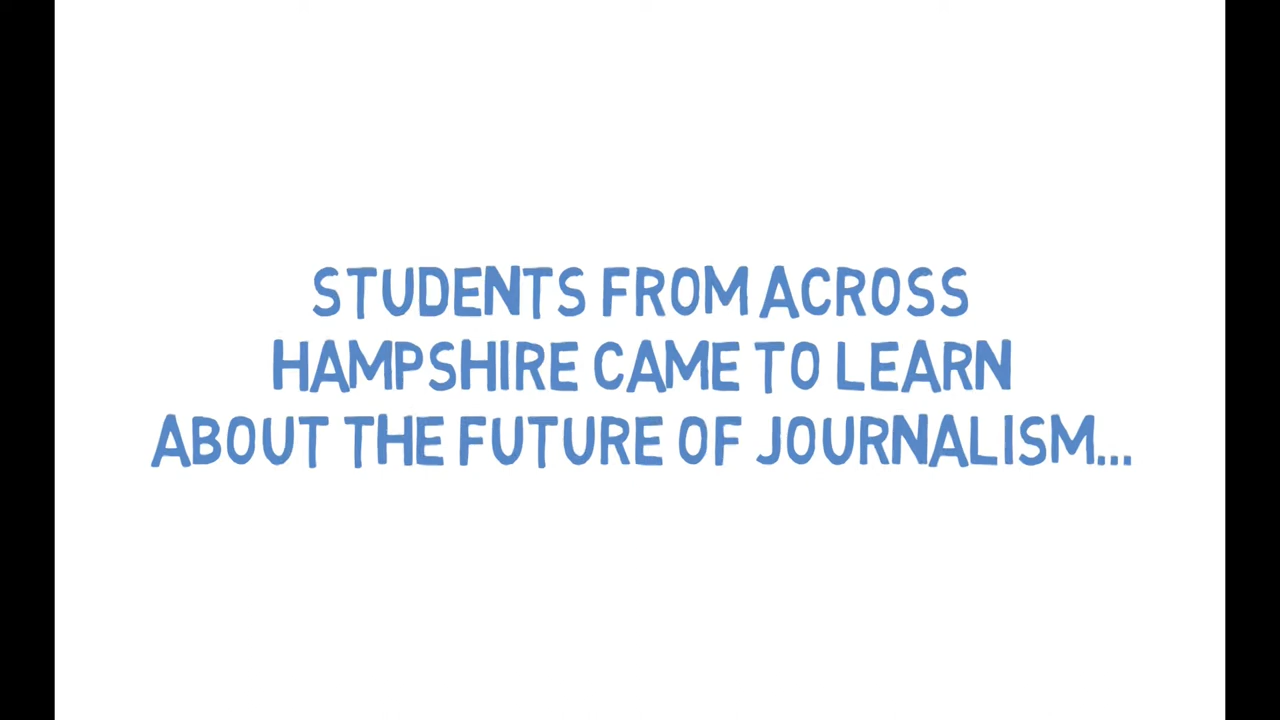 STUDENTS FROM ACROSS
HAMPSHIRE CAME TO LEARN
ABOUT THE FUTURE OF JOURNALISM...